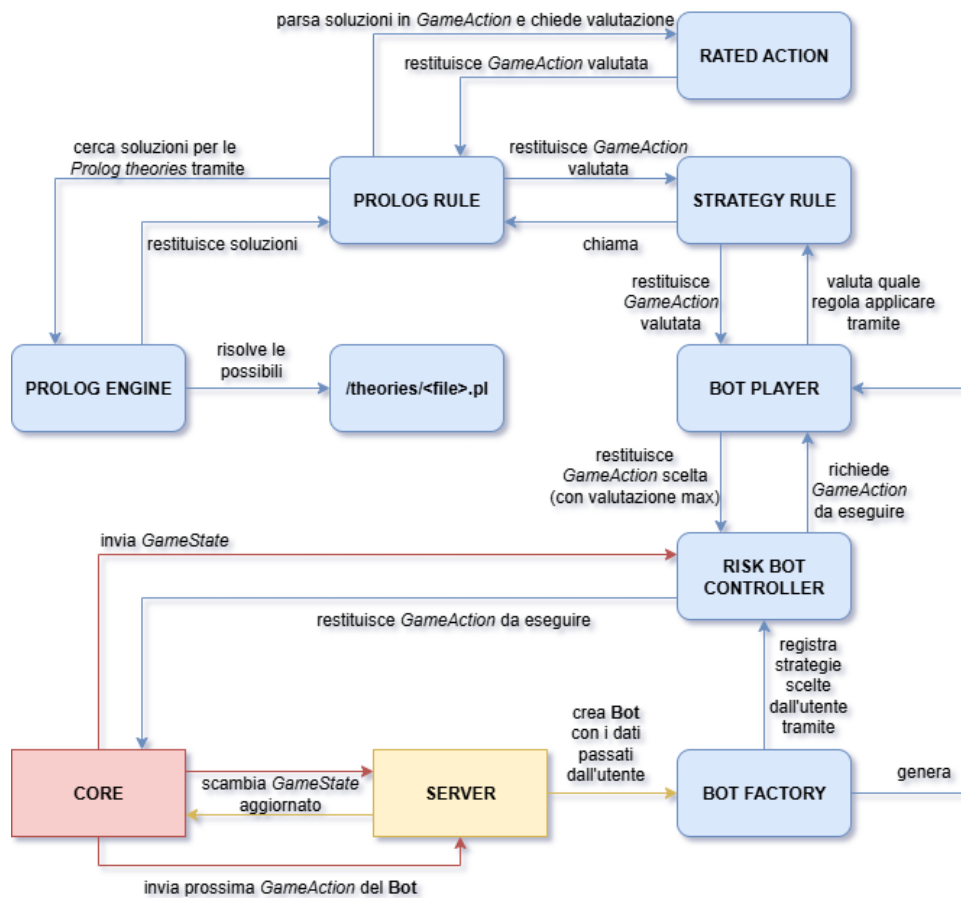 parsa soluzioni in GameAction e chiede valutazione
RATED ACTION
restituisce GameAction valutata
cerca soluzioni per le
Prolog theories tramite
restituisce GameAction
valutata
PROLOG RULE
STRATEGY RULE
restituisce soluzioni
chiama
restituisce
GameAction
valutata
valuta quale
regola applicare
tramite
risolve le
possibili
PROLOG ENGINE
/theories/<file>.pl
BOT PLAYER
restituisce
GameAction scelta
(con valutazione max)
richiede
GameAction
da eseguire
invia GameState
RISK BOT
CONTROLLER
restituisce GameAction da eseguire
registra
strategie
scelte
dall'utente
tramite
crea Bot
con i dati
passati
dall'utente
CORE
scambia GameState
aggiornato
SERVER
BOT FACTORY
genera
invia prossima GameAction del Bot